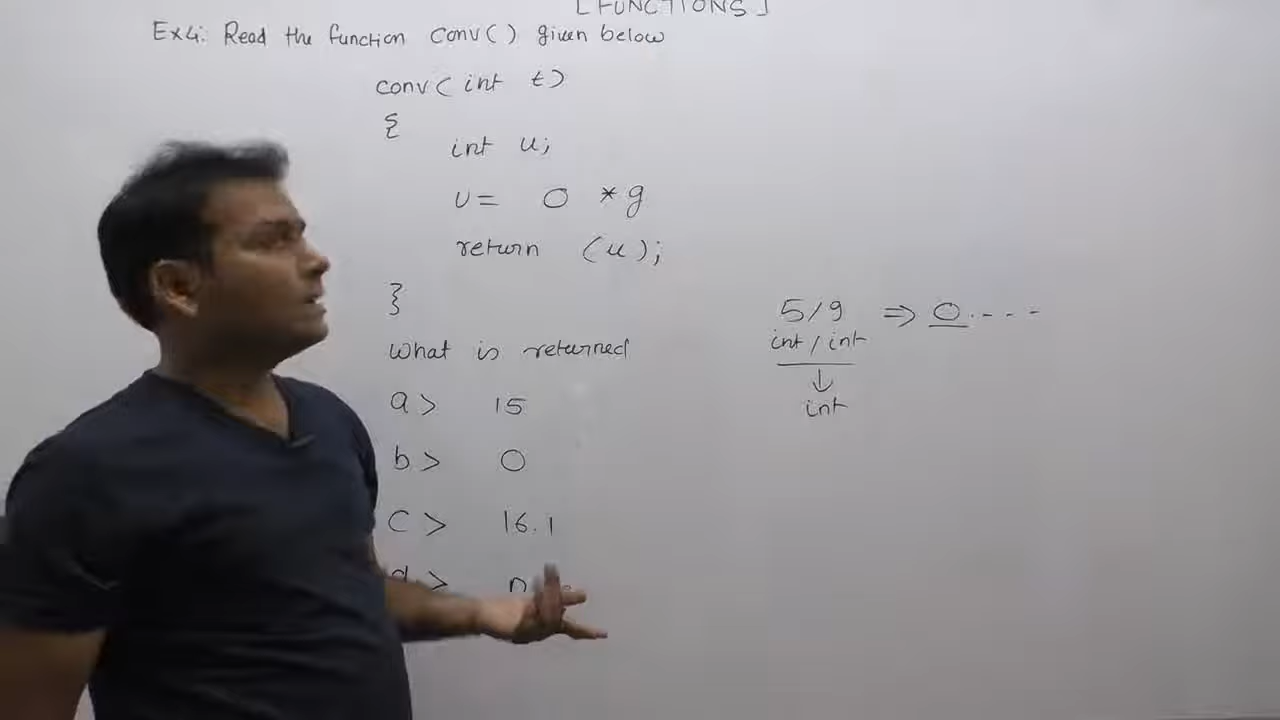 [FUNCTIONS]
Ex4: Read the function conv() given below
conv( int t)
{
int u;
u= 0 *g
return (u);
}
What is returned
a> 15
b> 0
c> 16.1
d>
5/9 => 0.---
int / int
↓
int